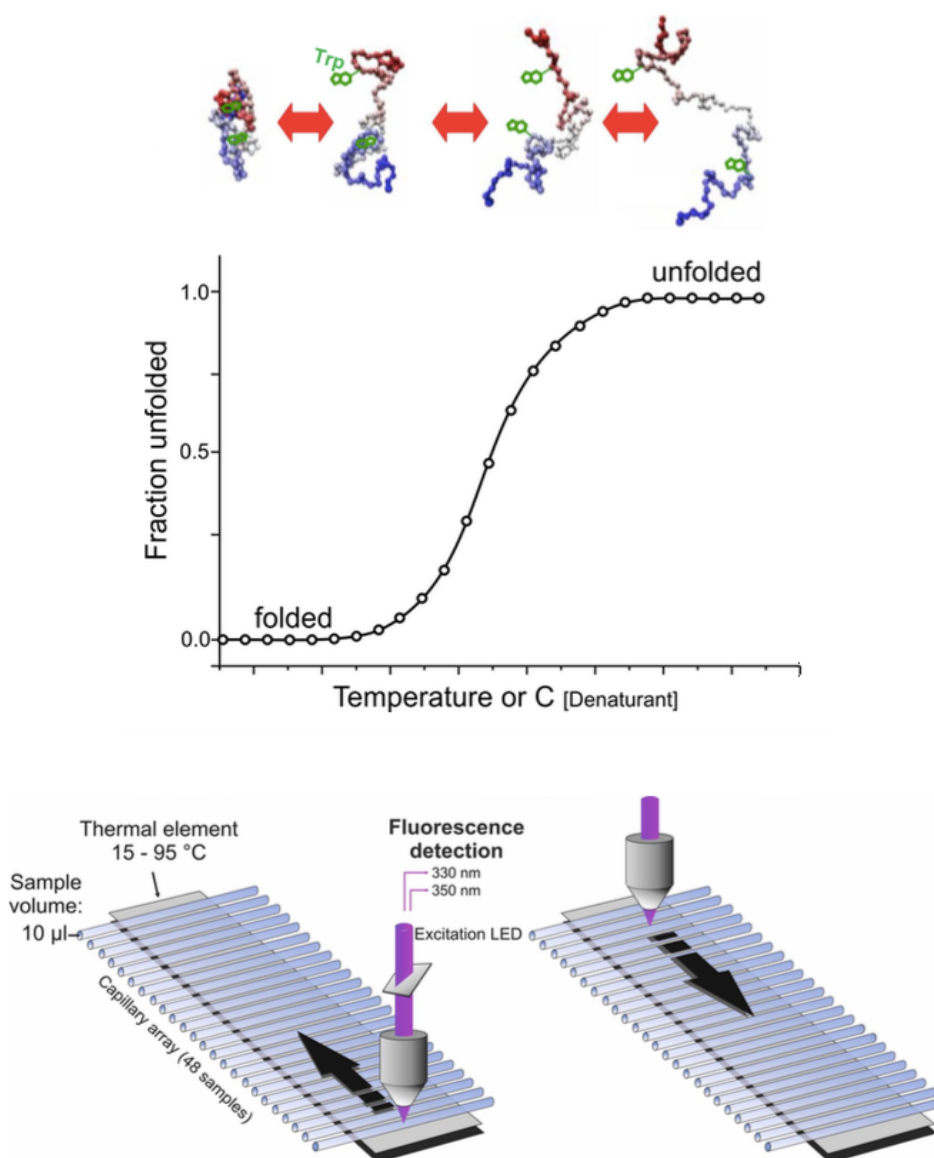 Trp
unfolded
1.0
Fraction unfolded
0.5
folded
0.0
Temperature or C [Denaturant]
Thermal element
15 - 95 °C
Fluorescence
detection
330 nm
350 nm
Sample
volume:
10 µl
Excitation LED
Capillary array (48 samples)